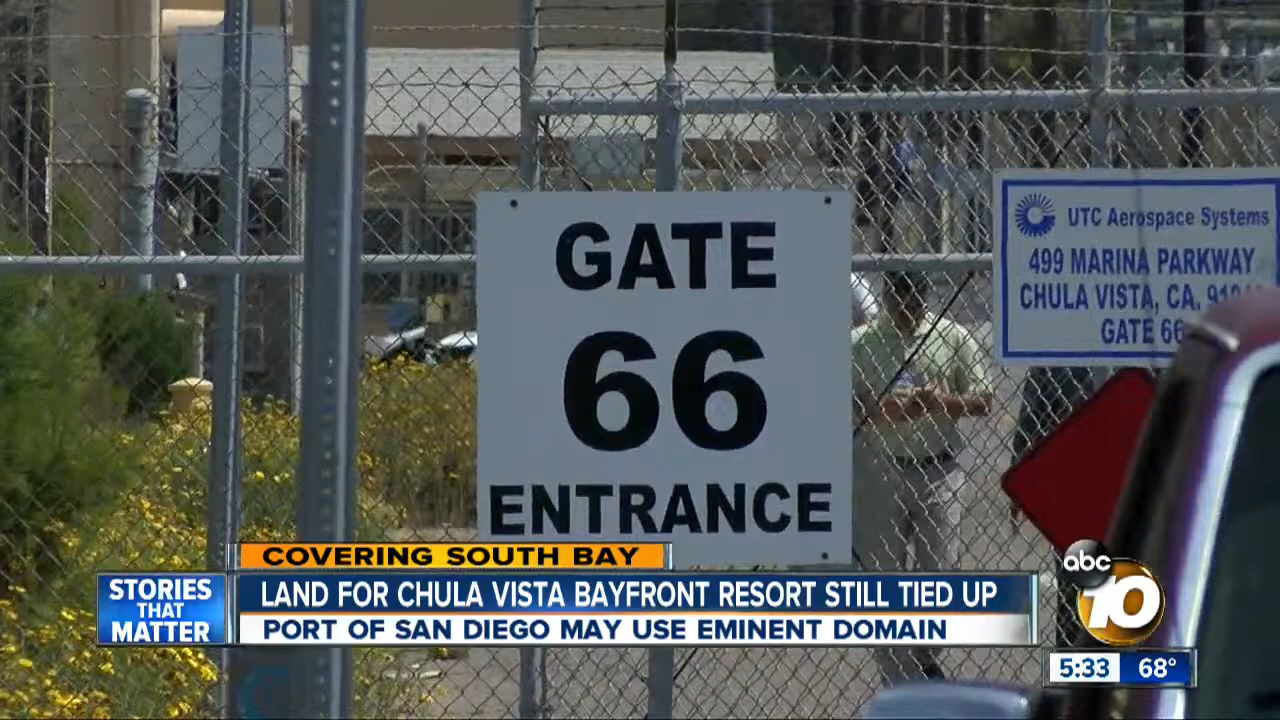 GATE
66
ENTRANCE
UTC Aerospace Systems
499 MARINA PARKWAY
CHULA VISTA, CA.
GATE 66
COVERING SOUTH BAY
STORIES
THAT
MATTER
LAND FOR CHULA VISTA BAYFRONT RESORT STILL TIED UP
PORT OF SAN DIEGO MAY USE EMINENT DOMAIN
abc
10
5:33 68°